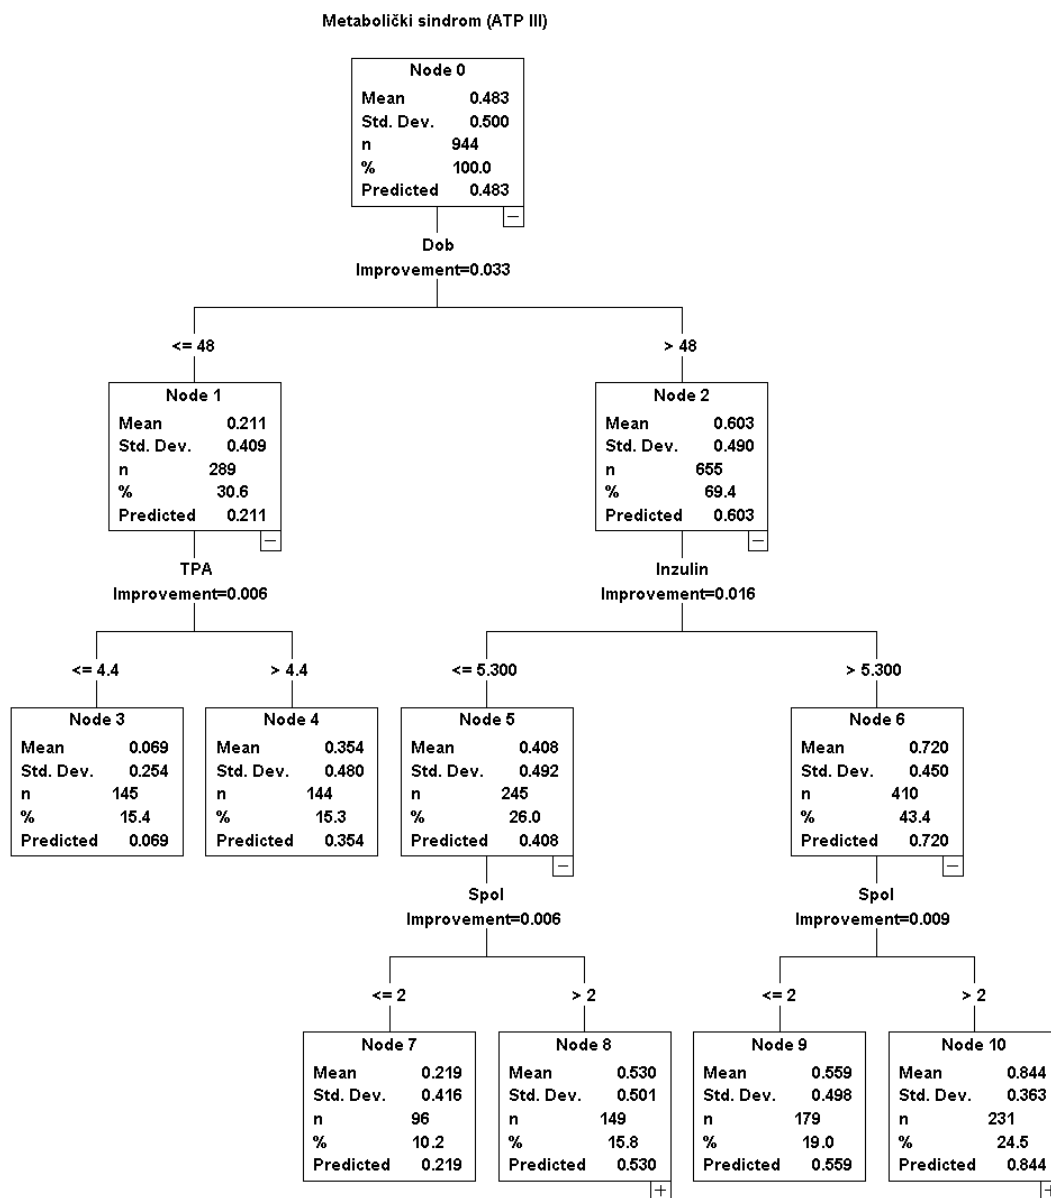 Metabolički sindrom (ATP III)
Node 0
Mean 0.483
Std. Dev. 0.500
n 944
% 100.0
Predicted 0.483
Dob
Improvement=0.033
<= 48
> 48
Node 1
Mean 0.211
Std. Dev. 0.409
n 289
% 30.6
Predicted 0.211
Node 2
Mean 0.603
Std. Dev. 0.490
n 655
% 69.4
Predicted 0.603
TPA
Improvement=0.006
Inzulin
Improvement=0.016
<= 4.4
> 4.4
<= 5.300
> 5.300
Node 3
Mean 0.069
Std. Dev. 0.254
n 145
% 15.4
Predicted 0.069
Node 4
Mean 0.354
Std. Dev. 0.480
n 144
% 15.3
Predicted 0.354
Node 5
Mean 0.408
Std. Dev. 0.492
n 245
% 26.0
Predicted 0.408
Node 6
Mean 0.720
Std. Dev. 0.450
n 410
% 43.4
Predicted 0.720
Spol
Improvement=0.006
Spol
Improvement=0.009
<= 2
> 2
<= 2
> 2
Node 7
Mean 0.219
Std. Dev. 0.416
n 96
% 10.2
Predicted 0.219
Node 8
Mean 0.530
Std. Dev. 0.501
n 149
% 15.8
Predicted 0.530
Node 9
Mean 0.559
Std. Dev. 0.498
n 179
% 19.0
Predicted 0.559
Node 10
Mean 0.844
Std. Dev. 0.363
n 231
% 24.5
Predicted 0.844